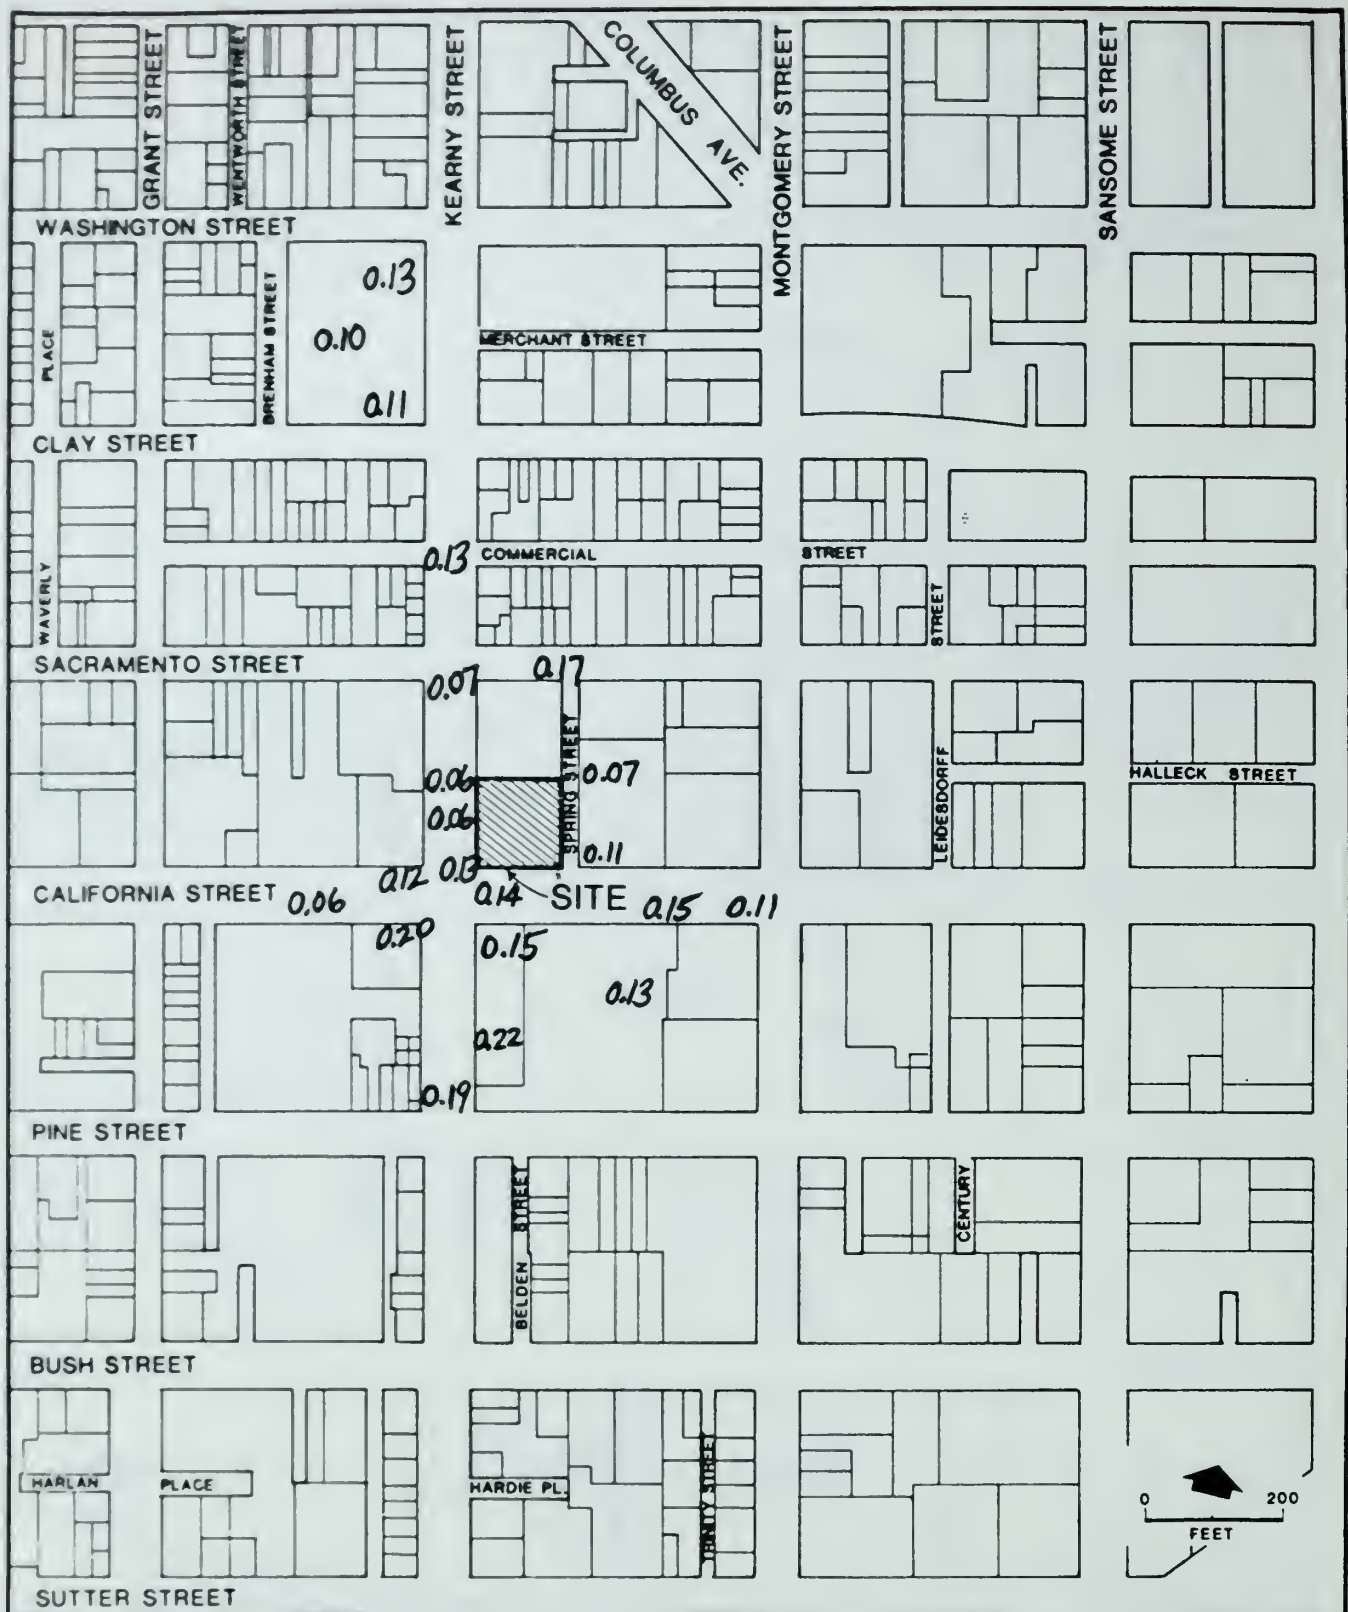 GRANT STREET
WENTWORTH STREET
KEARNY STREET
COLUMBUS AVE.
MONTGOMERY STREET
SANSOME STREET
WASHINGTON STREET
PLACE
BRENHAM STREET
0.13
0.10
0.11
MERCHANT STREET
CLAY STREET
WAVERLY
0.13
COMMERCIAL
STREET
STREET
SACRAMENTO STREET
0.07
0.17
SPRING STREET
0.06
0.07
LEIDESDORFF
HALLECK STREET
0.06
0.11
0.12
0.13
CALIFORNIA STREET
0.06
0.14
SITE
0.15
0.11
0.20
0.15
0.13
0.22
0.19
PINE STREET
BELDEN STREET
CENTURY
BUSH STREET
HARLAN
PLACE
HARDIE PL.
TRINITY STREET
0 200
FEET
SUTTER STREET